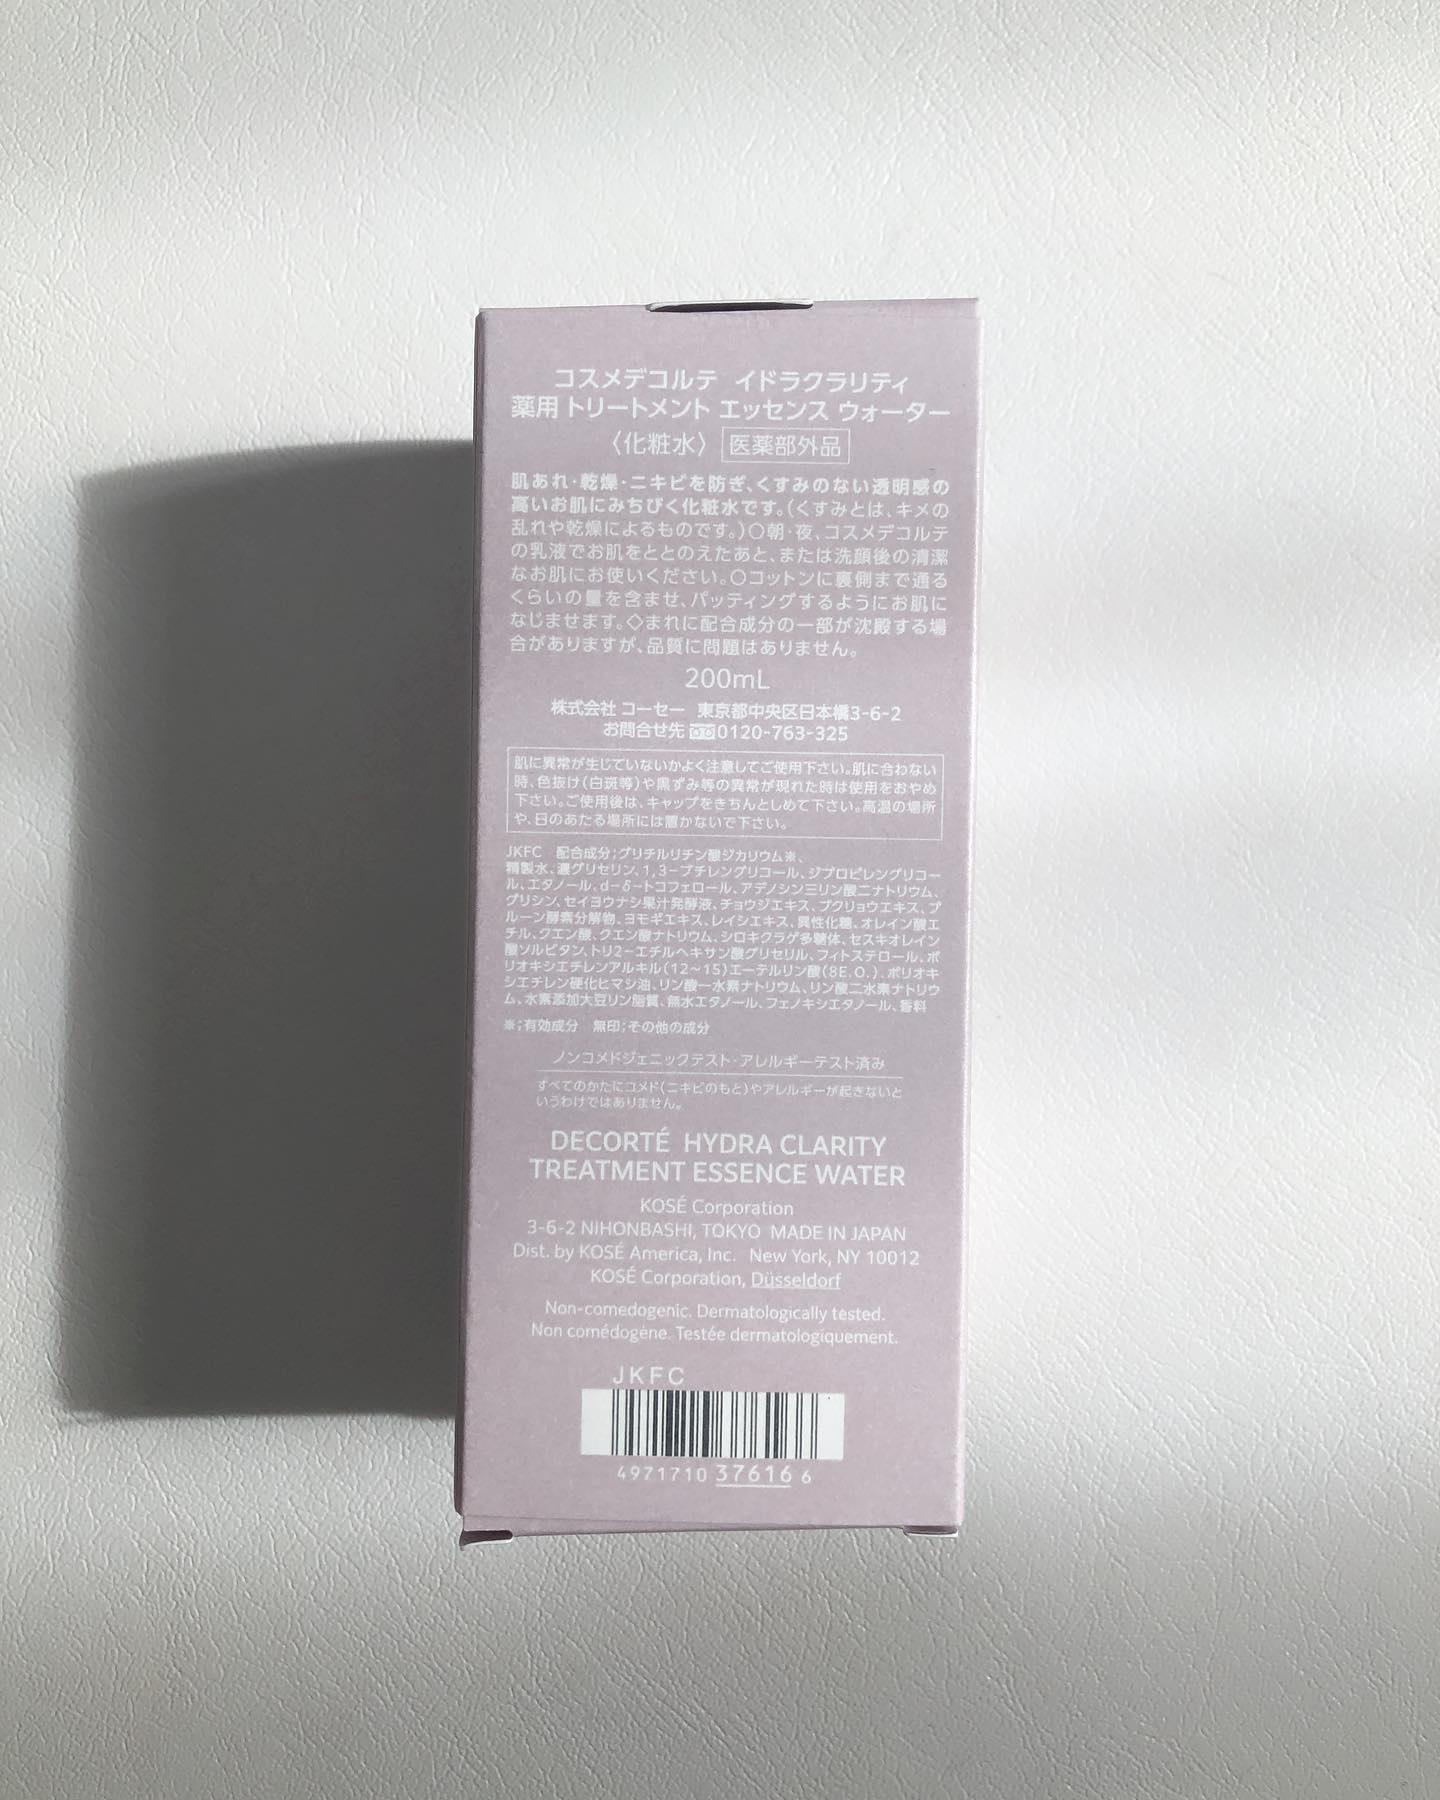 コスメデコルテ イドラクラリティ
薬用 トリートメント エッセンス ウォーター
〈化粧水〉 医薬部外品
肌あれ・乾燥・ニキビを防ぎ、くすみのない透明感の
高いお肌にみちびく化粧水です。(くすみとは、キメの
乱れや乾燥によるものです。)○朝・夜、コスメデコルテ
の乳液でお肌をととのえたあと、または洗顔後の清潔
なお肌にお使いください。○コットンに裏側まで通る
くらいの量を含ませ、パッティングするようにお肌に
なじませます。◇まれに配合成分の一部が沈殿する場
合がありますが、品質に問題はありません。
200mL
株式会社 コーセー 東京都中央区日本橋3-6-2
お問合せ先 0120-763-325
肌に異常が生じていないかよく注意してご使用下さい。肌に合わない
時、色抜け(白斑等)や黒ずみ等の異常が現れた時は使用をおやめ
下さい。ご使用後は、キャップをきちんとしめて下さい。高温の場所
や、日のあたる場所には置かないで下さい。
JKFC 配合成分;グリチルリチン酸ジカリウム※、
精製水、濃グリセリン、1,3-ブチレングリコール、ジプロピレングリコー
ル、エタノール、d-δ-トコフェロール、アデノシン三リン酸二ナトリウム、
グリシン、セイヨウナシ果汁発酵液、チョウジエキス、ブクリョウエキス、プ
ルーン酵素分解物、ヨモギエキス、レイシエキス、異性化糖、オレイン酸エ
チル、クエン酸、クエン酸ナトリウム、シロキクラゲ多糖体、セスキオレイン
酸ソルビタン、トリ2-エチルヘキサン酸グリセリル、フィトステロール、ポ
リオキシエチレンアルキル(12~15)エーテルリン酸(8E.O.)、ポリオキ
シエチレン硬化ヒマシ油、リン酸一水素ナトリウム、リン酸二水素ナトリウ
ム、水素添加大豆リン脂質、無水エタノール、フェノキシエタノール、香料
※;有効成分 無印;その他の成分
ノンコメドジェニックテスト・アレルギーテスト済み
すべてのかたにコメド(ニキビのもと)やアレルギーが起きないと
いうわけではありません。
DECORTÉ HYDRA CLARITY
TREATMENT ESSENCE WATER
KOSÉ Corporation
3-6-2 NIHONBASHI, TOKYO MADE IN JAPAN
Dist. by KOSÉ America, Inc. New York, NY 10012
KOSÉ Corporation, Düsseldorf
Non-comedogenic. Dermatologically tested.
Non comédogène. Testée dermatologiquement.
JKFC
4971710 37616 6